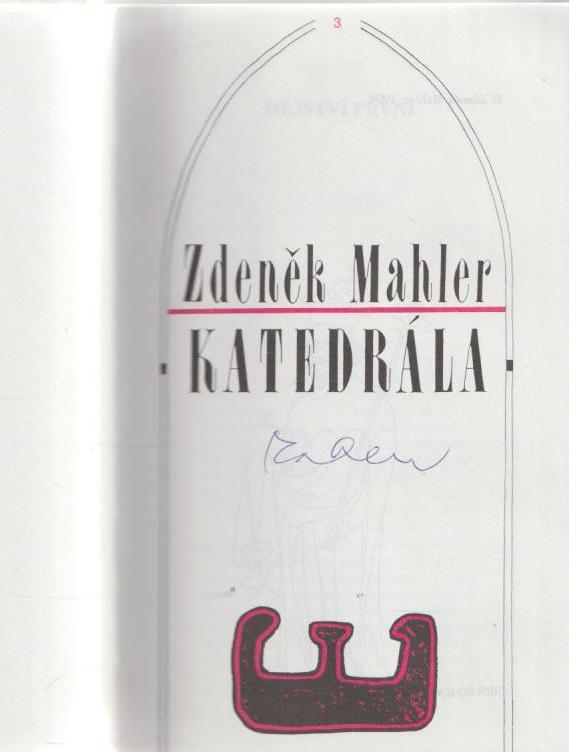 3
Zdeněk Mahler
KATEDRÁLA